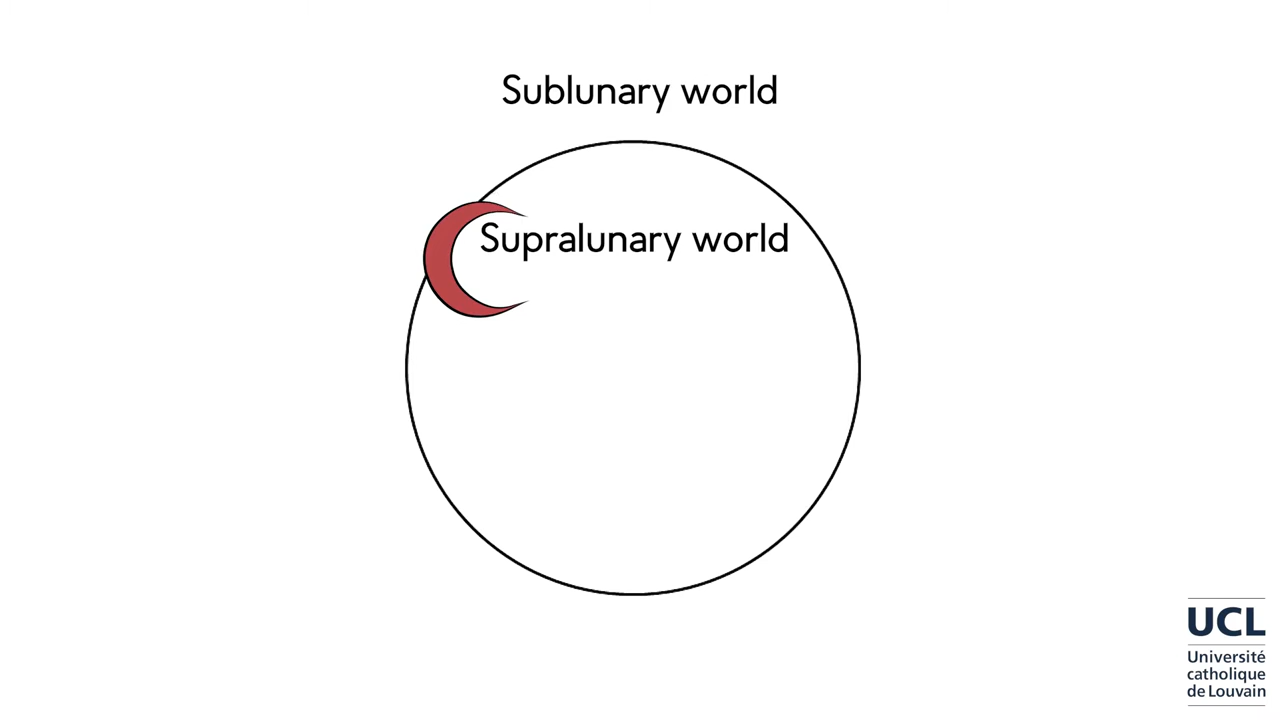 Sublunary world
Supralunary world
UCL
Université
catholique
de Louvain